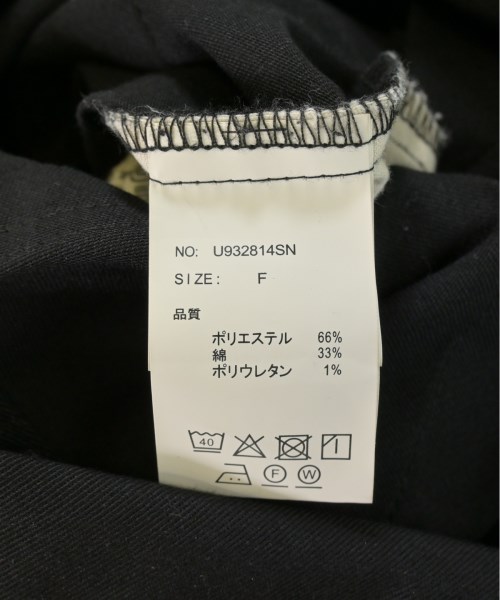 NO: U932814SN
SIZE: F
品質
ポリエステル 66%
綿 33%
ポリウレタン 1%
40
F W